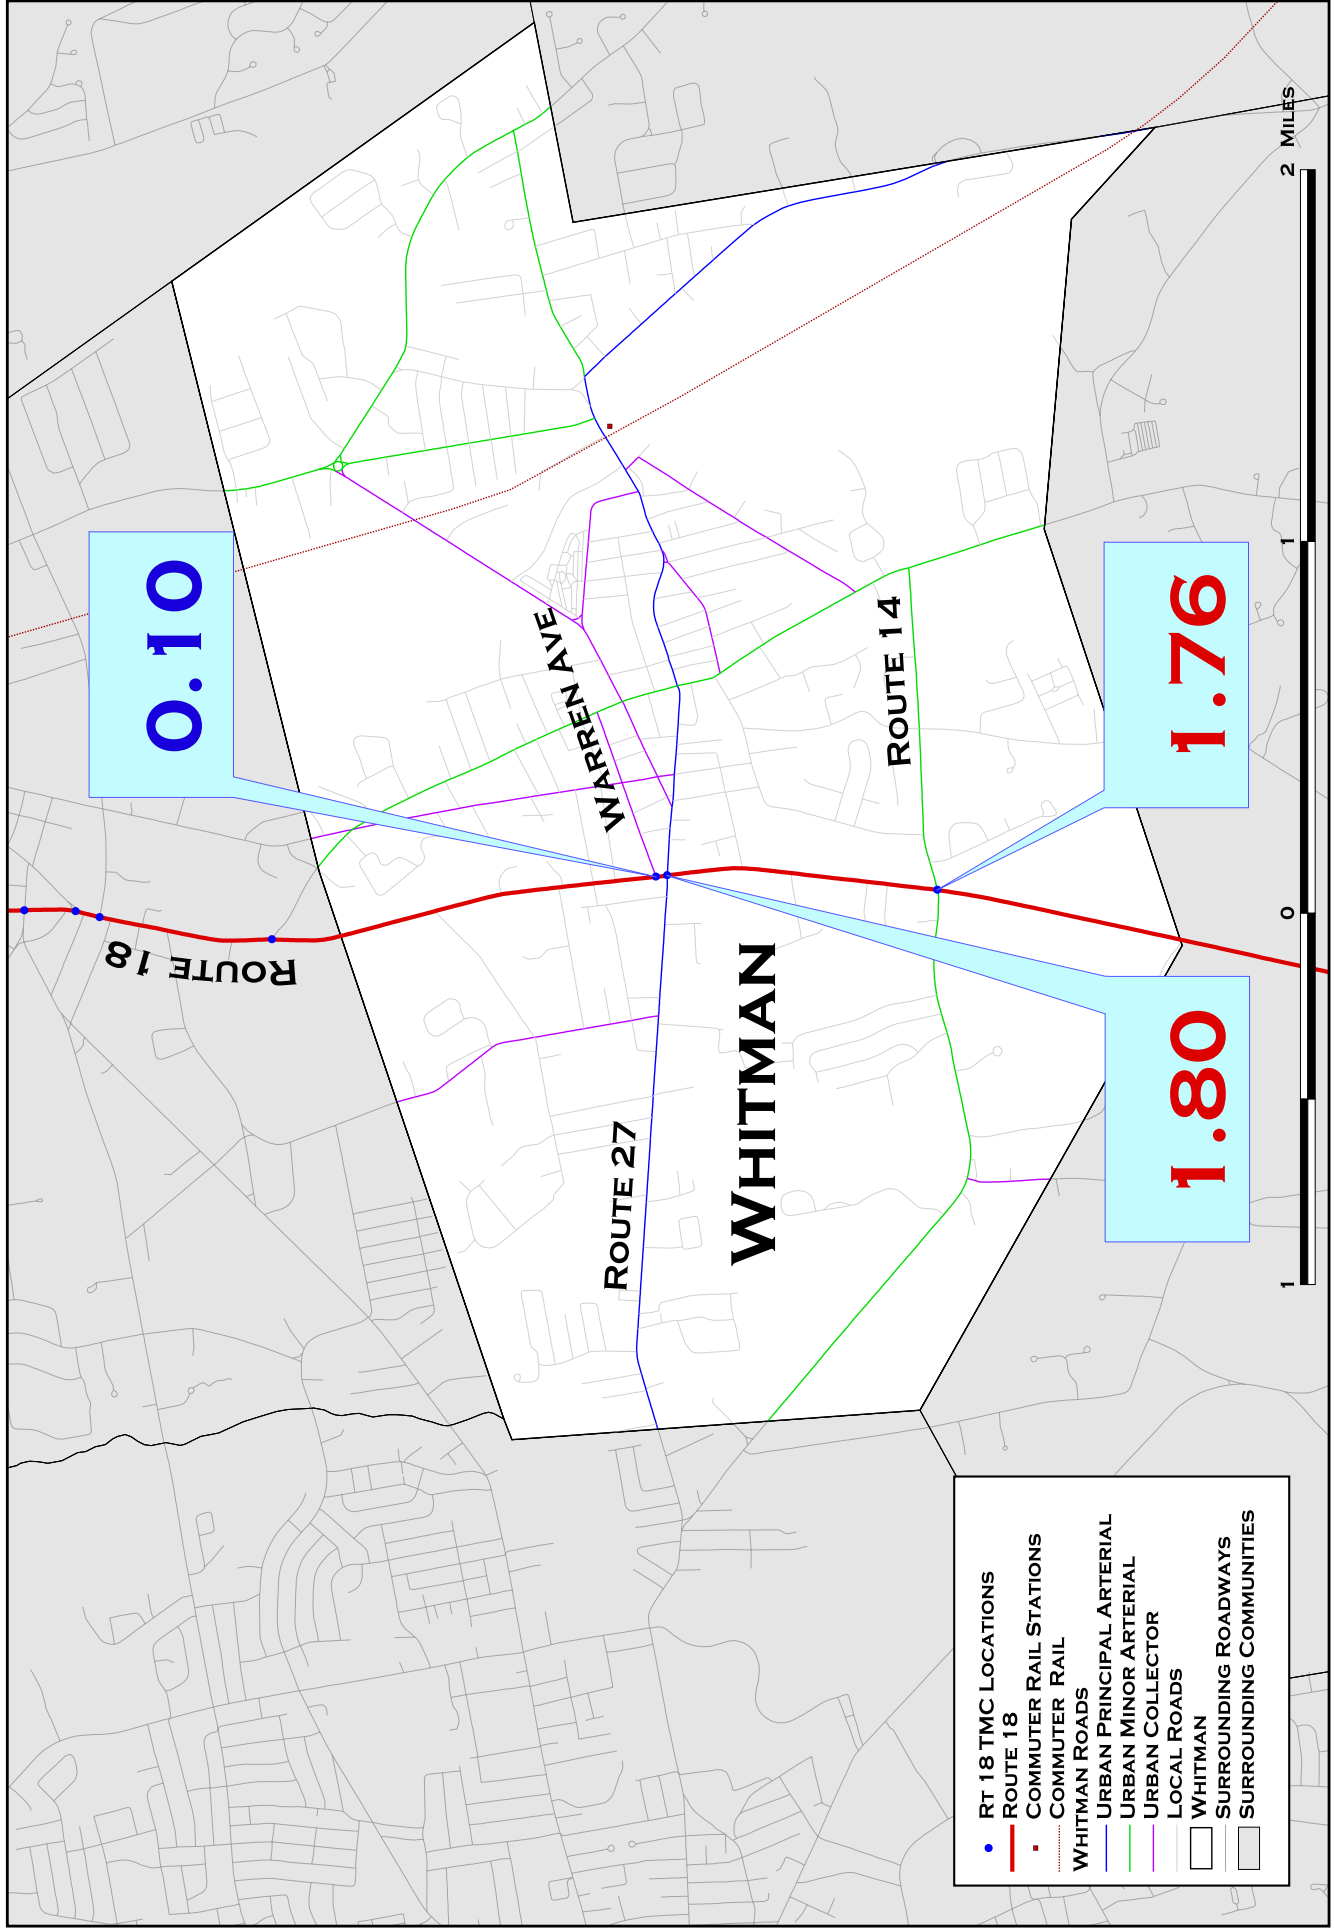 0.10
ROUTE 18
WARREN AVE
ROUTE 27
WHITMAN
ROUTE 14
1.80
1.76
RT 18 TMC LOCATIONS
ROUTE 18
COMMUTER RAIL STATIONS
COMMUTER RAIL
WHITMAN ROADS
URBAN PRINCIPAL ARTERIAL
URBAN MINOR ARTERIAL
URBAN COLLECTOR
LOCAL ROADS
WHITMAN
SURROUNDING ROADWAYS
SURROUNDING COMMUNITIES
1 0 1 2 MILES